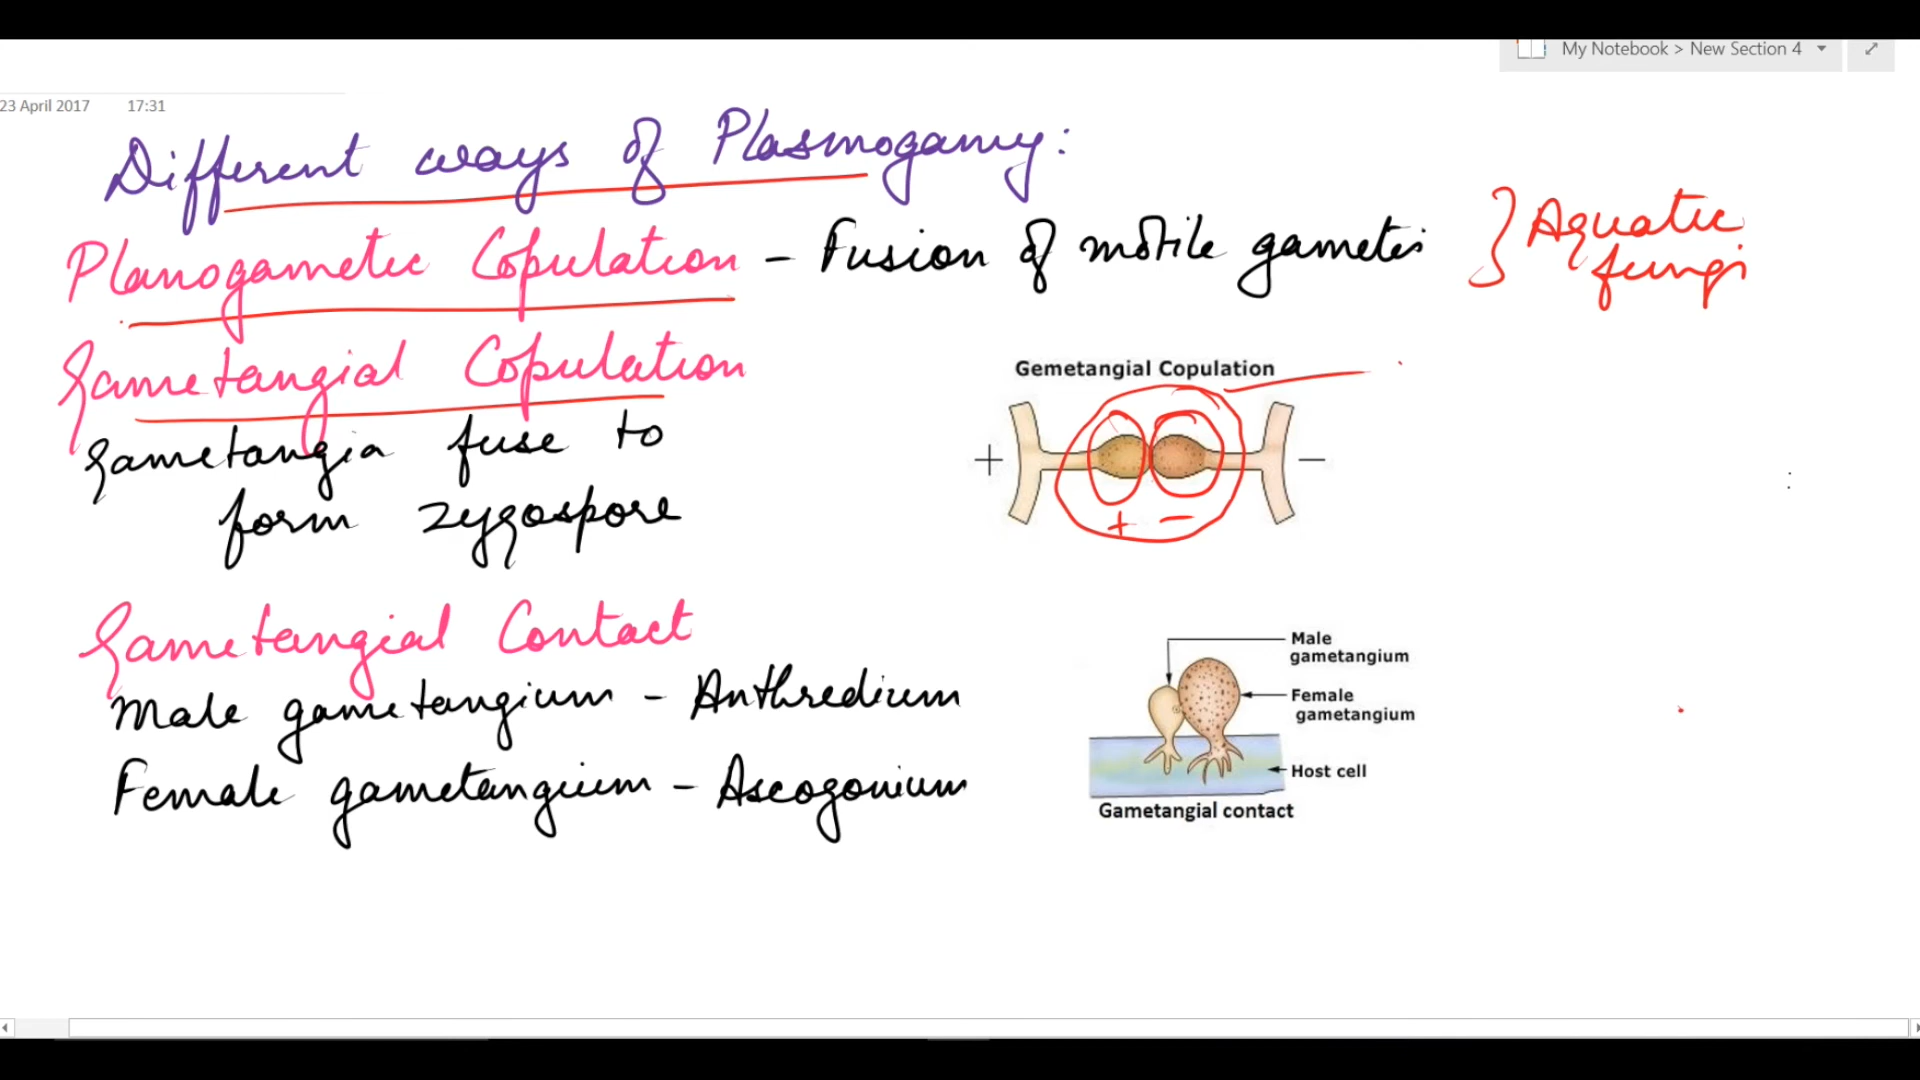 My Notebook > New Section 4
23 April 2017 17:31
Different ways of Plasmogamy:
Planogametic Copulation - Fusion of motile gametes } Aquatic fungi
Gametangial Copulation
Gametangia fuse to
form zygospore
Gemetangial Copulation
+ -
+ -
Gametangial Contact
Male gametangium - Anthredium
Female gametangium - Ascogonium
Male
gametangium
Female
gametangium
Host cell
Gametangial contact